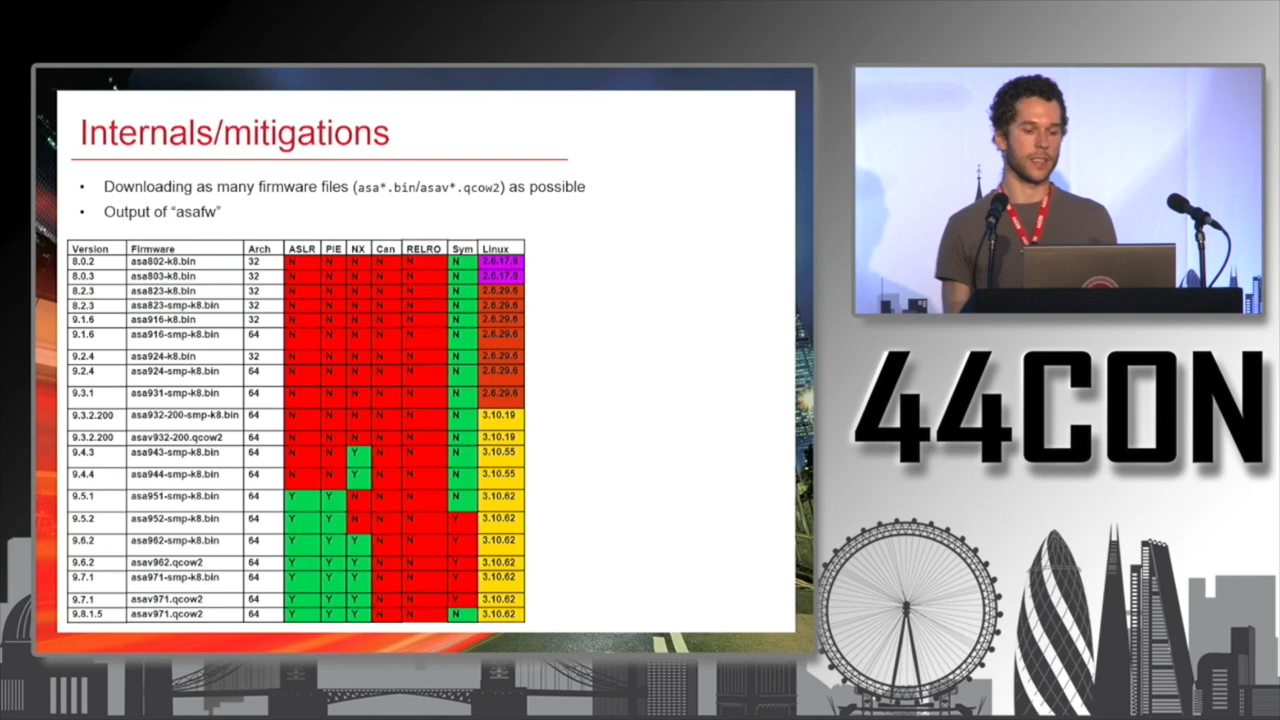 Internals/mitigations
• Downloading as many firmware files (asa*.bin/asav*.qcow2) as possible
• Output of “asafw”
Version Firmware Arch ASLR PIE NX Can RELRO Sym Linux
8.0.2 asa802-k8.bin 32 N N N N N N 2.6.17.8
8.0.3 asa803-k8.bin 32 N N N N N N 2.6.17.8
8.2.3 asa823-k8.bin 32 N N N N N N 2.6.29.6
8.2.3 asa823-smp-k8.bin 32 N N N N N N 2.6.29.6
9.1.6 asa916-k8.bin 32 N N N N N N 2.6.29.6
9.1.6 asa916-smp-k8.bin 64 N N N N N N 2.6.29.6
9.2.4 asa924-k8.bin 32 N N N N N N 2.6.29.6
9.2.4 asa924-smp-k8.bin 64 N N N N N N 2.6.29.6
9.3.1 asa931-smp-k8.bin 64 N N N N N N 2.6.29.6
9.3.2.200 asa932-200-smp-k8.bin 64 N N N N N N 3.10.19
9.3.2.200 asav932-200.qcow2 64 N N N N N N 3.10.19
9.4.3 asa943-smp-k8.bin 64 N N Y N N N 3.10.55
9.4.4 asa944-smp-k8.bin 64 N N Y N N N 3.10.55
9.5.1 asa951-smp-k8.bin 64 Y Y N N N N 3.10.62
9.5.2 asa952-smp-k8.bin 64 Y Y N N N Y 3.10.62
9.6.2 asa962-smp-k8.bin 64 Y Y Y N N Y 3.10.62
9.6.2 asav962.qcow2 64 Y Y Y N N Y 3.10.62
9.7.1 asa971-smp-k8.bin 64 Y Y Y N N Y 3.10.62
9.7.1 asav971.qcow2 64 Y Y Y N N Y 3.10.62
9.8.1.5 asav971.qcow2 64 Y Y Y N N N 3.10.62
44CON